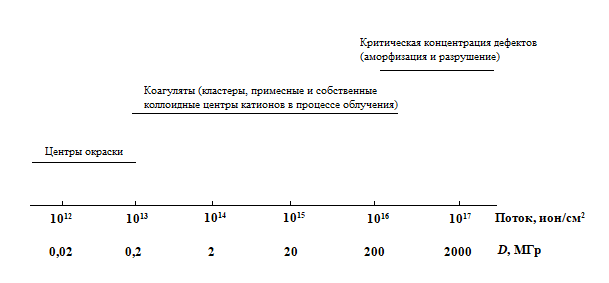 Критическая концентрация дефектов
(аморфизация и разрушение)
Коагуляты (кластеры, примесные и собственные
коллоидные центры катионов в процессе облучения)
Центры окраски
10¹² 10¹³ 10¹⁴ 10¹⁵ 10¹⁶ 10¹⁷ Поток, ион/см²
0,02 0,2 2 20 200 2000 D, МГр